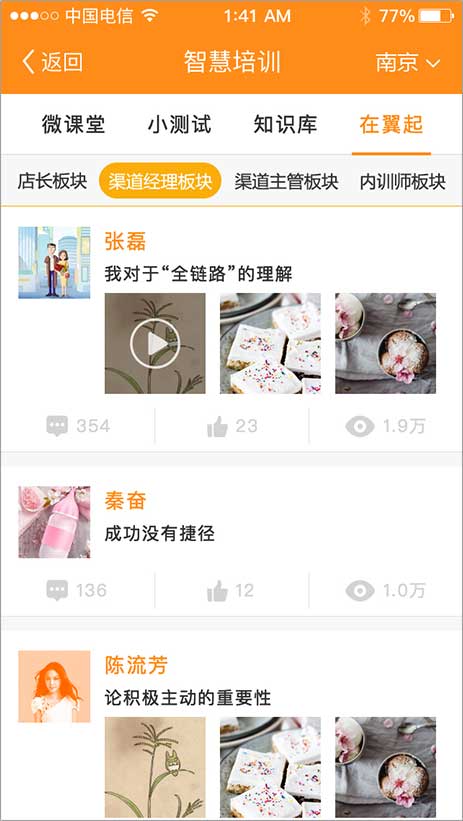 中国电信 1:41 AM 77%
返回 智慧培训 南京
微课堂 小测试 知识库 在翼起
店长板块 渠道经理板块 渠道主管板块 内训师板块
张磊
我对于“全链路”的理解
354 23 1.9万
秦奋
成功没有捷径
136 12 1.0万
陈流芳
论积极主动的重要性